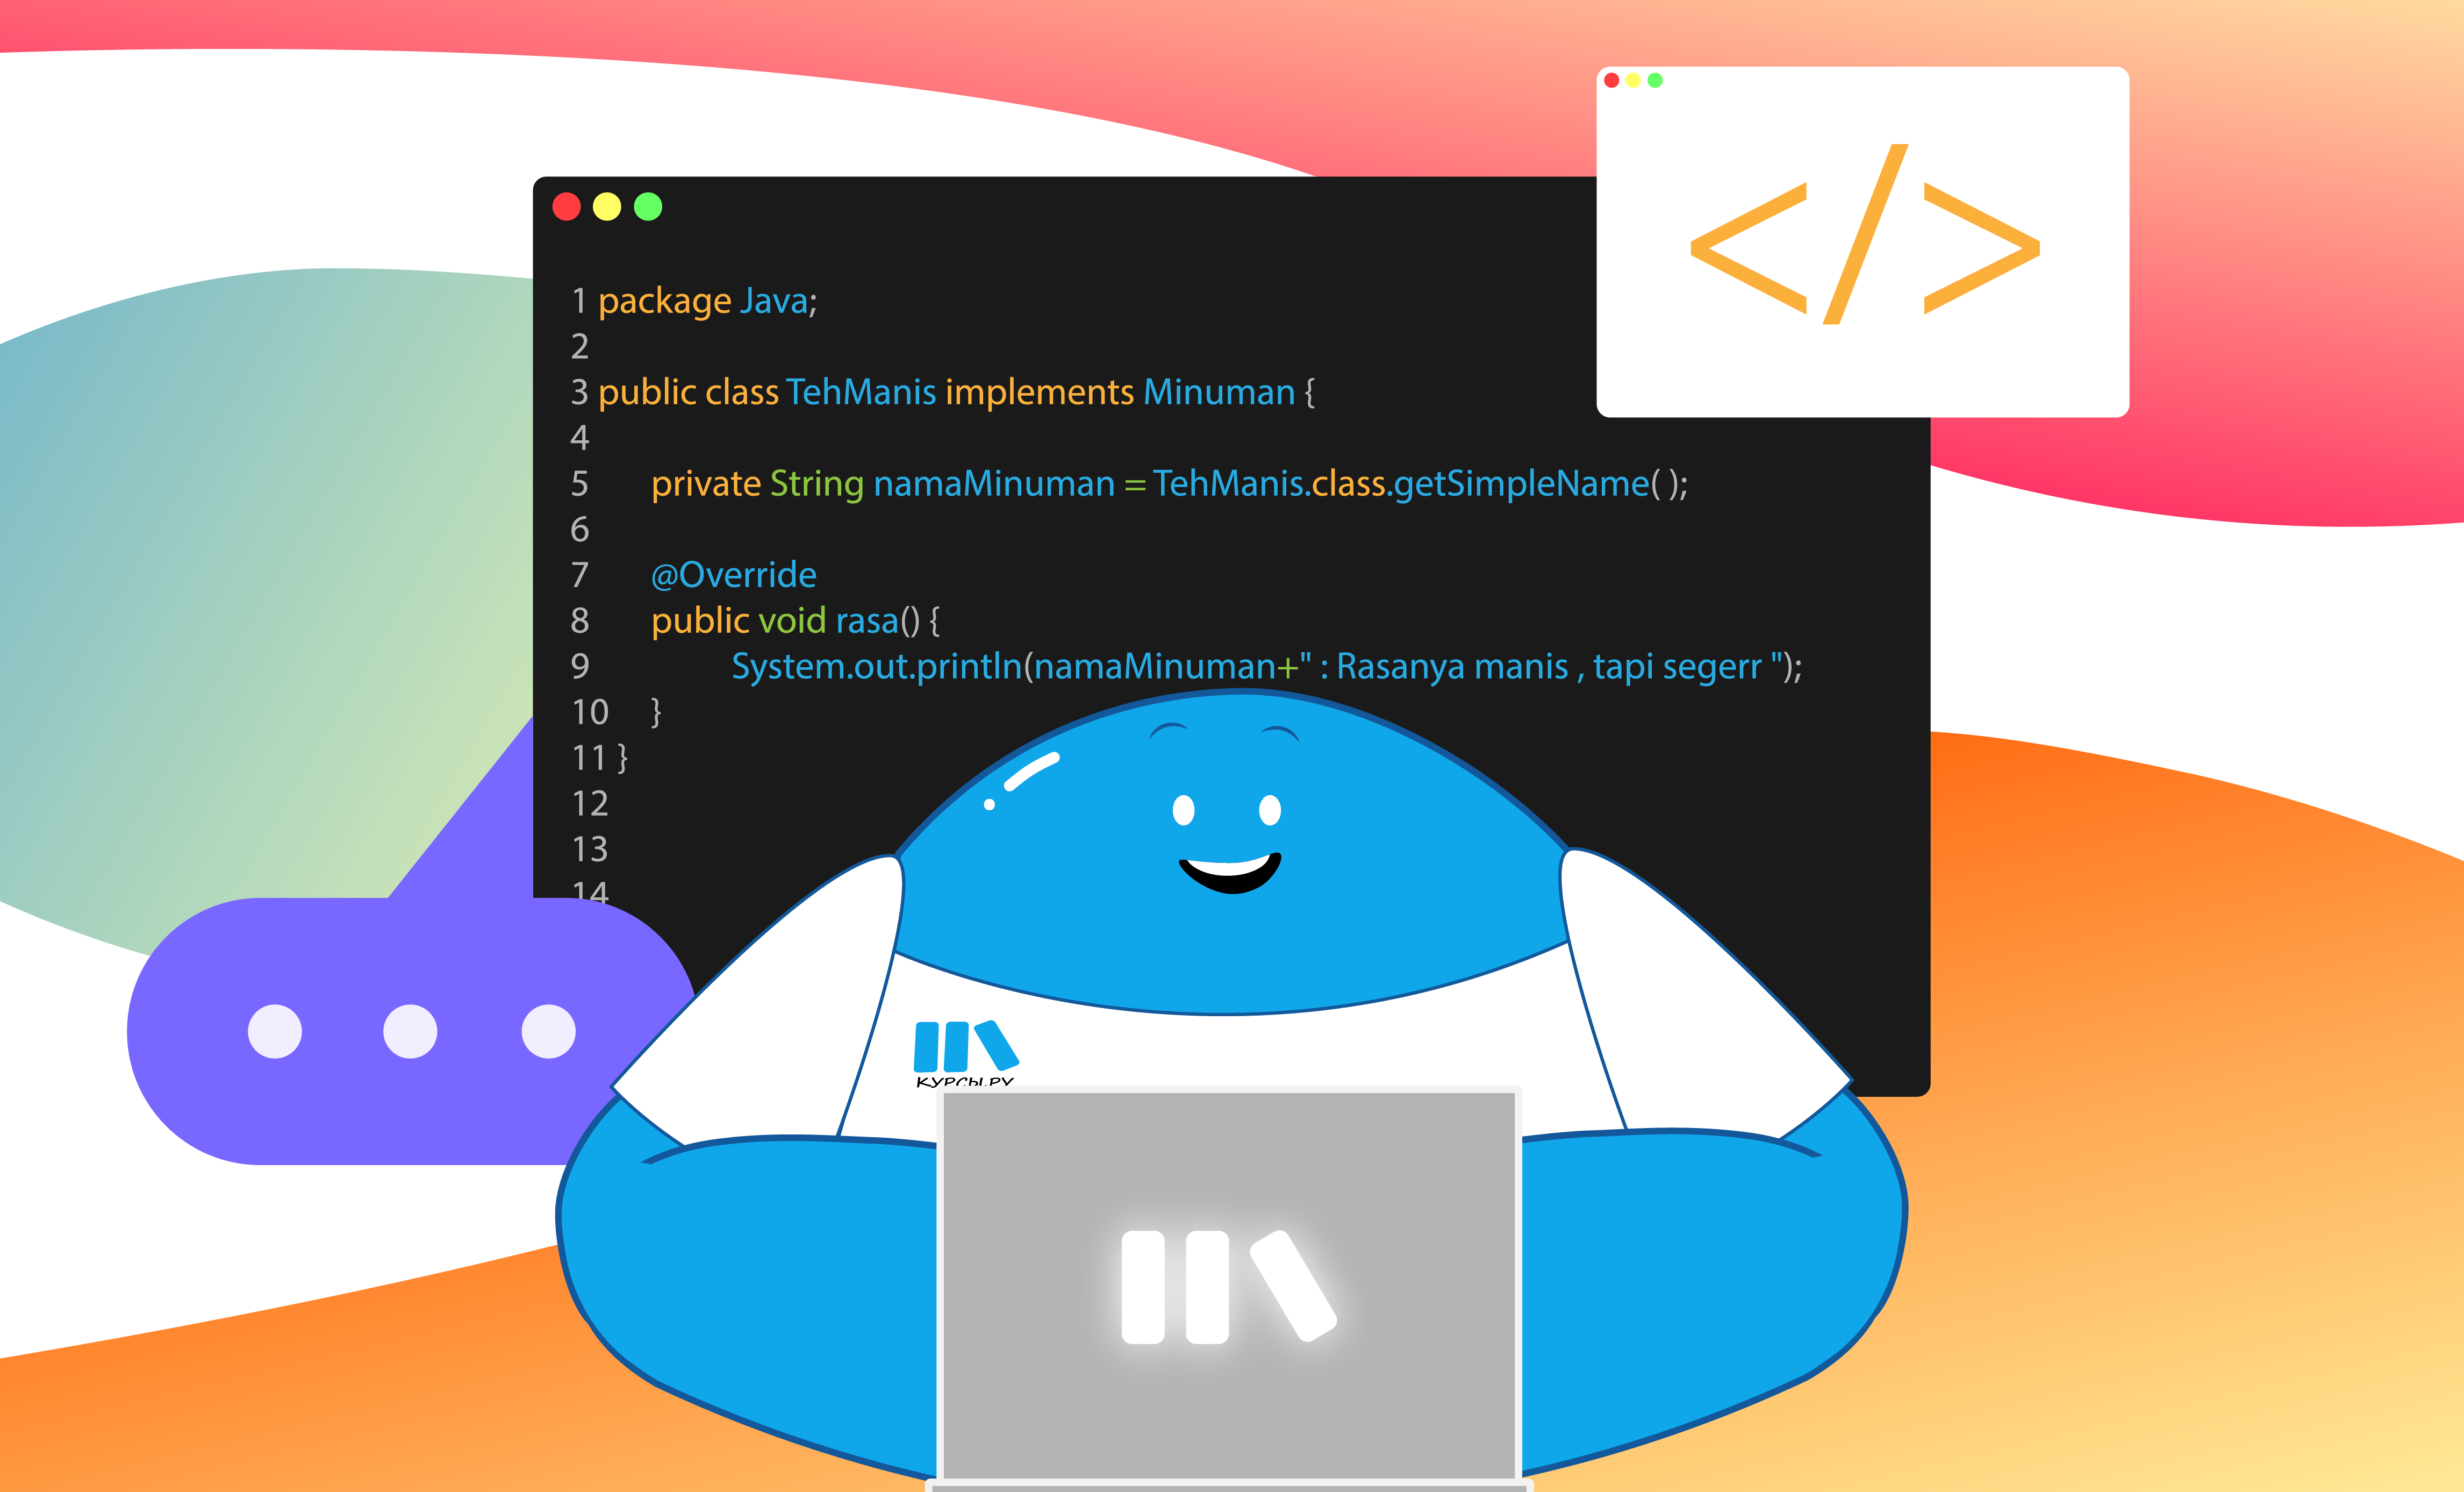 </>
1 package Java;
2
3 public class TehManis implements Minuman {
4
5 private String namaMinuman = TehManis.class.getSimpleName( );
6
7 @Override
8 public void rasa() {
9 System.out.println(namaMinuman+" : Rasanya manis , tapi segerr ");
10 }
11 }
12
13
14
КУРСЫ.РУ